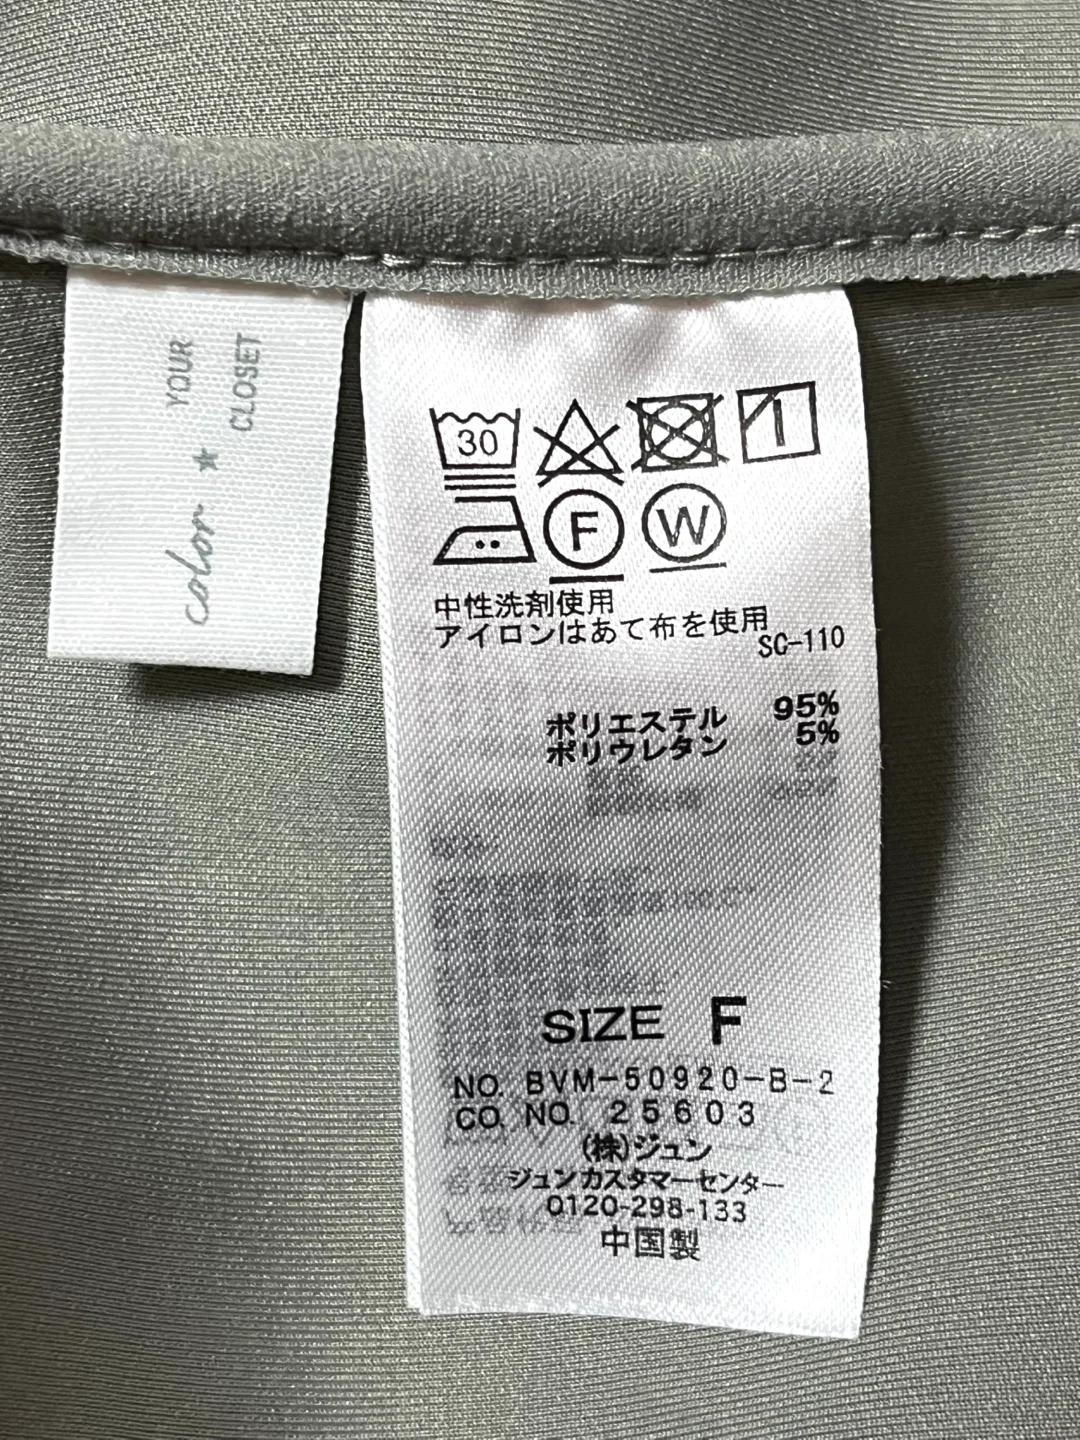 YOUR
CLOSET
color ★
30
F
W
中性洗剤使用
アイロンはあて布を使用
SC-110
ポリエステル 95%
ポリウレタン 5%
SIZE F
NO. BVM-50920-B-2
CO. NO. 25603
(株)ジュン
ジュンカスタマーセンター
0120-298-133
中国製